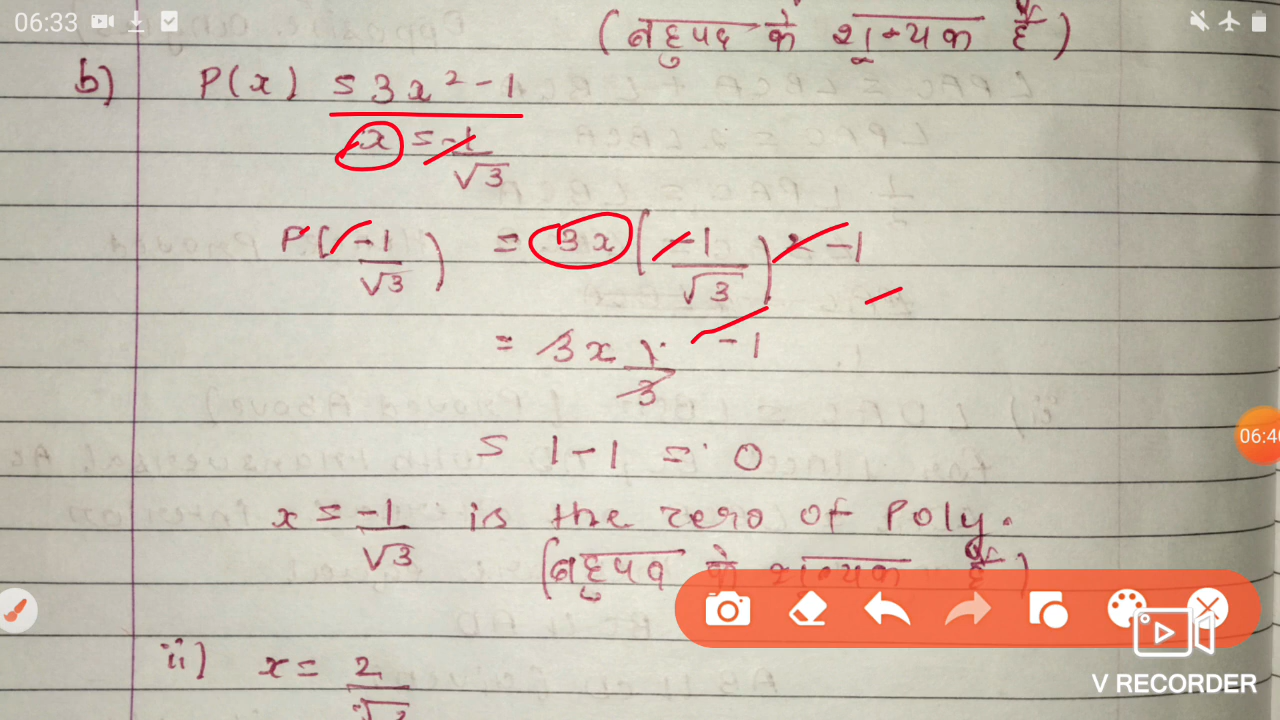 06:33
(बहुपद के शून्यक हैं)
b) P(x) = 3x² - 1
x = -1/√3
P(-1/√3) = 3x(-1/√3)² - 1
= 3x 1/3 - 1
= 1 - 1 = 0
x = -1/√3 is the zero of Poly.
(बहुपद के शून्यक हैं)
06:40
ii) x = 2/√3
V RECORDER